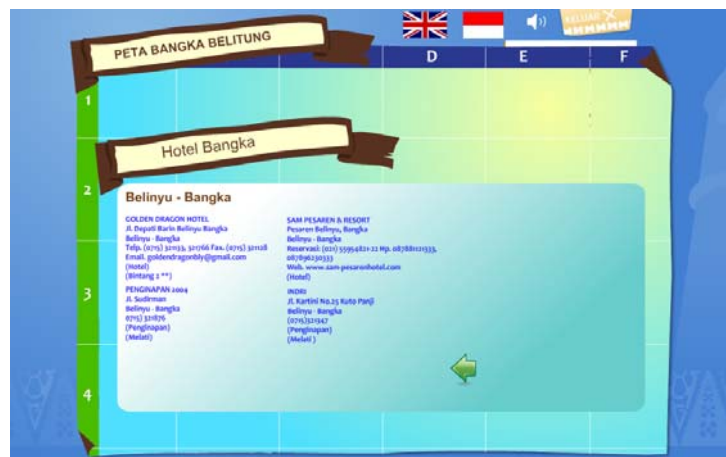 PETA BANGKA BELITUNG
KELUAR X
D E F
1
Hotel Bangka
2
Belinyu - Bangka
GOLDEN DRAGON HOTEL
Jl. Depati Barin Belinyu Bangka
Belinyu - Bangka
Telp. (0715) 321133, 321766 Fax. (0715) 321128
Email. goldendragonbly@gmail.com
(Hotel)
(Bintang 2 **)
PENGINAPAN 2004
Jl. Sudirman
Belinyu - Bangka
0715) 321876
(Penginapan)
(Melati)
SAM PESAREN & RESORT
Pesaren Belinyu, Bangka
Belinyu - Bangka
Reservasi: (021) 55954821-22 Hp. 087881121333,
087896230333
Web. www.sam-pesarenhotel.com
(Hotel)
INDRI
Jl. Kartini No.25 Kuto Panji
Belinyu - Bangka
(0715)321347
(Penginapan)
(Melati )
3
4